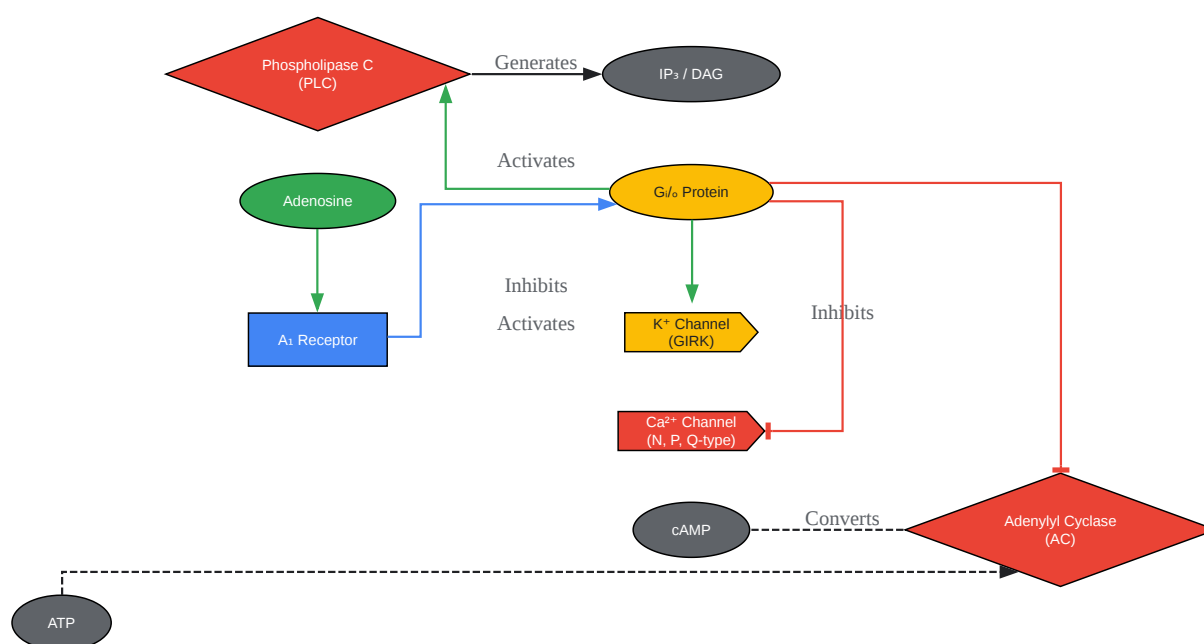 Phospholipase C
(PLC)
Generates
IP₃ / DAG
Activates
Adenosine
Gᵢ/ₒ Protein
Inhibits
Activates
Inhibits
A₁ Receptor
K⁺ Channel
(GIRK)
Ca²⁺ Channel
(N, P, Q-type)
cAMP
Converts
Adenylyl Cyclase
(AC)
ATP